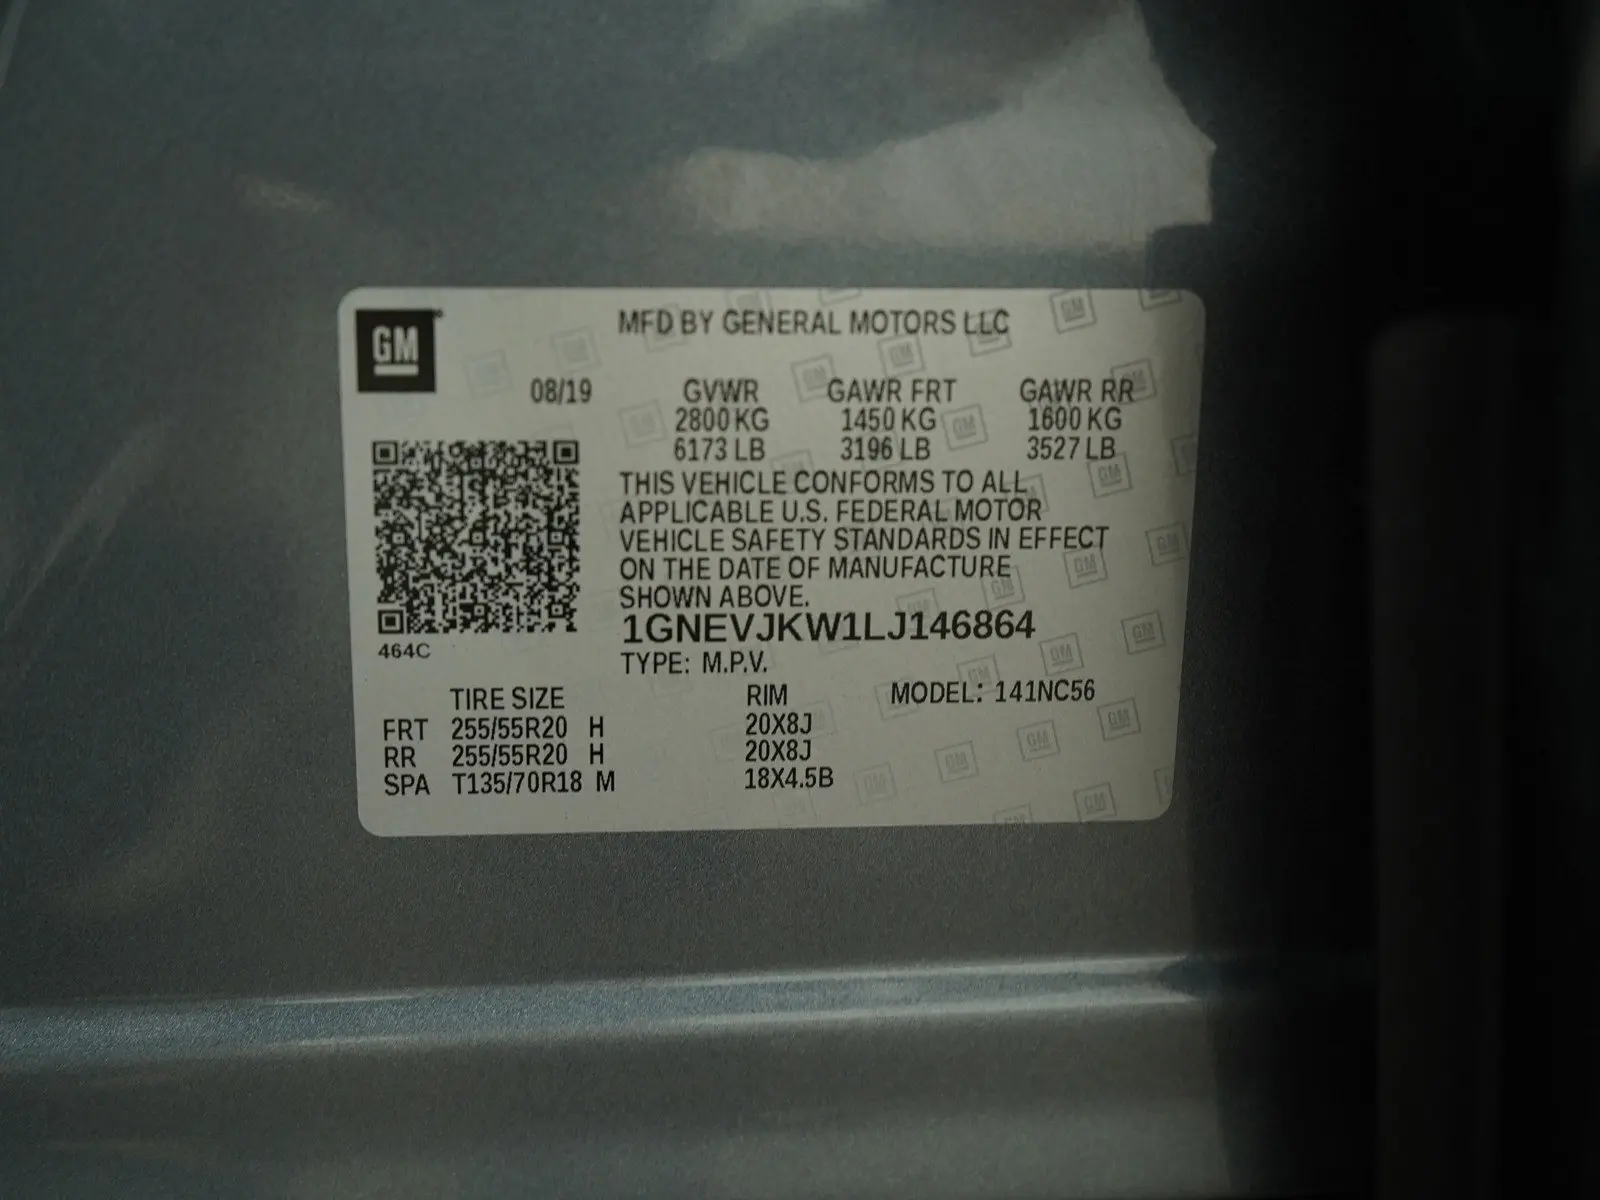 GM
MFD BY GENERAL MOTORS LLC
08/19 GVWR GAWR FRT GAWR RR
2800 KG 1450 KG 1600 KG
6173 LB 3196 LB 3527 LB
THIS VEHICLE CONFORMS TO ALL
APPLICABLE U.S. FEDERAL MOTOR
VEHICLE SAFETY STANDARDS IN EFFECT
ON THE DATE OF MANUFACTURE
SHOWN ABOVE.
1GNEVJKW1LJ146864
464C
TYPE: M.P.V.
TIRE SIZE RIM MODEL: 141NC56
FRT 255/55R20 H 20X8J
RR 255/55R20 H 20X8J
SPA T135/70R18 M 18X4.5B